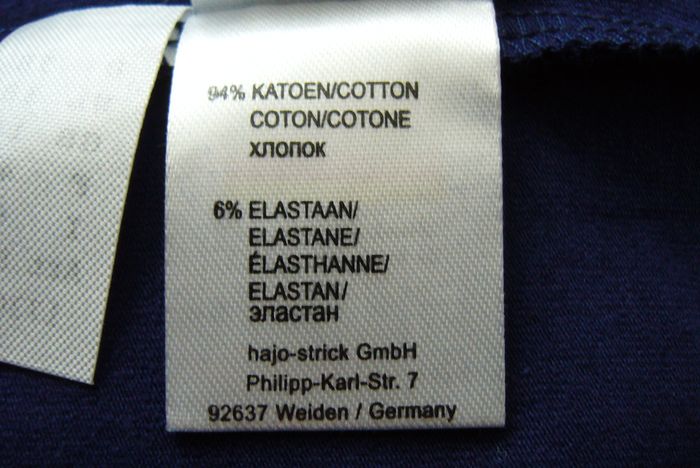 94% KATOEN/COTTON
COTON/COTONE
ХЛОПОК
6% ELASTAAN/
ELASTANE/
ÉLASTHANNE/
ELASTAN/
эластан
hajo-strick GmbH
Philipp-Karl-Str. 7
92637 Weiden / Germany